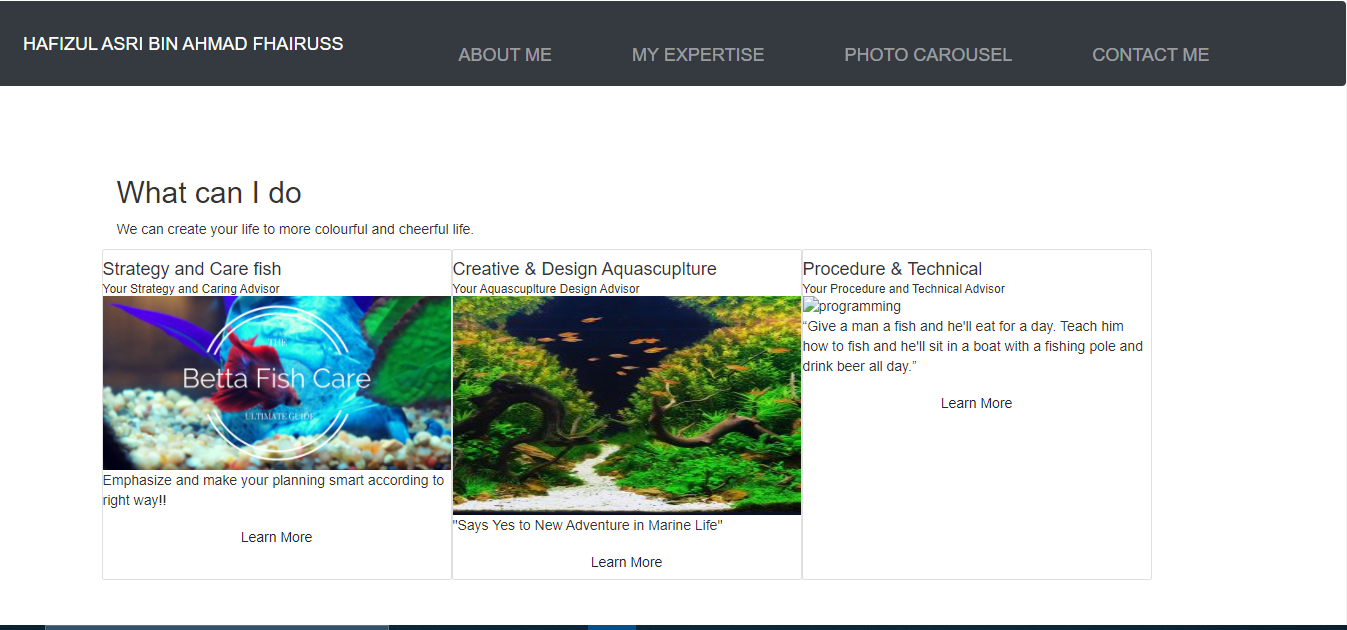 HAFIZUL ASRI BIN AHMAD FHAIRUSS
ABOUT ME
MY EXPERTISE
PHOTO CAROUSEL
CONTACT ME
What can I do
We can create your life to more colourful and cheerful life.
Strategy and Care fish
Your Strategy and Caring Advisor
THE
Betta Fish Care
ULTIMATE GUIDE
Emphasize and make your planning smart according to
right way!!
Learn More
Creative & Design Aquascuplture
Your Aquascuplture Design Advisor
"Says Yes to New Adventure in Marine Life"
Learn More
Procedure & Technical
Your Procedure and Technical Advisor
programming
“Give a man a fish and he'll eat for a day. Teach him
how to fish and he'll sit in a boat with a fishing pole and
drink beer all day.”
Learn More